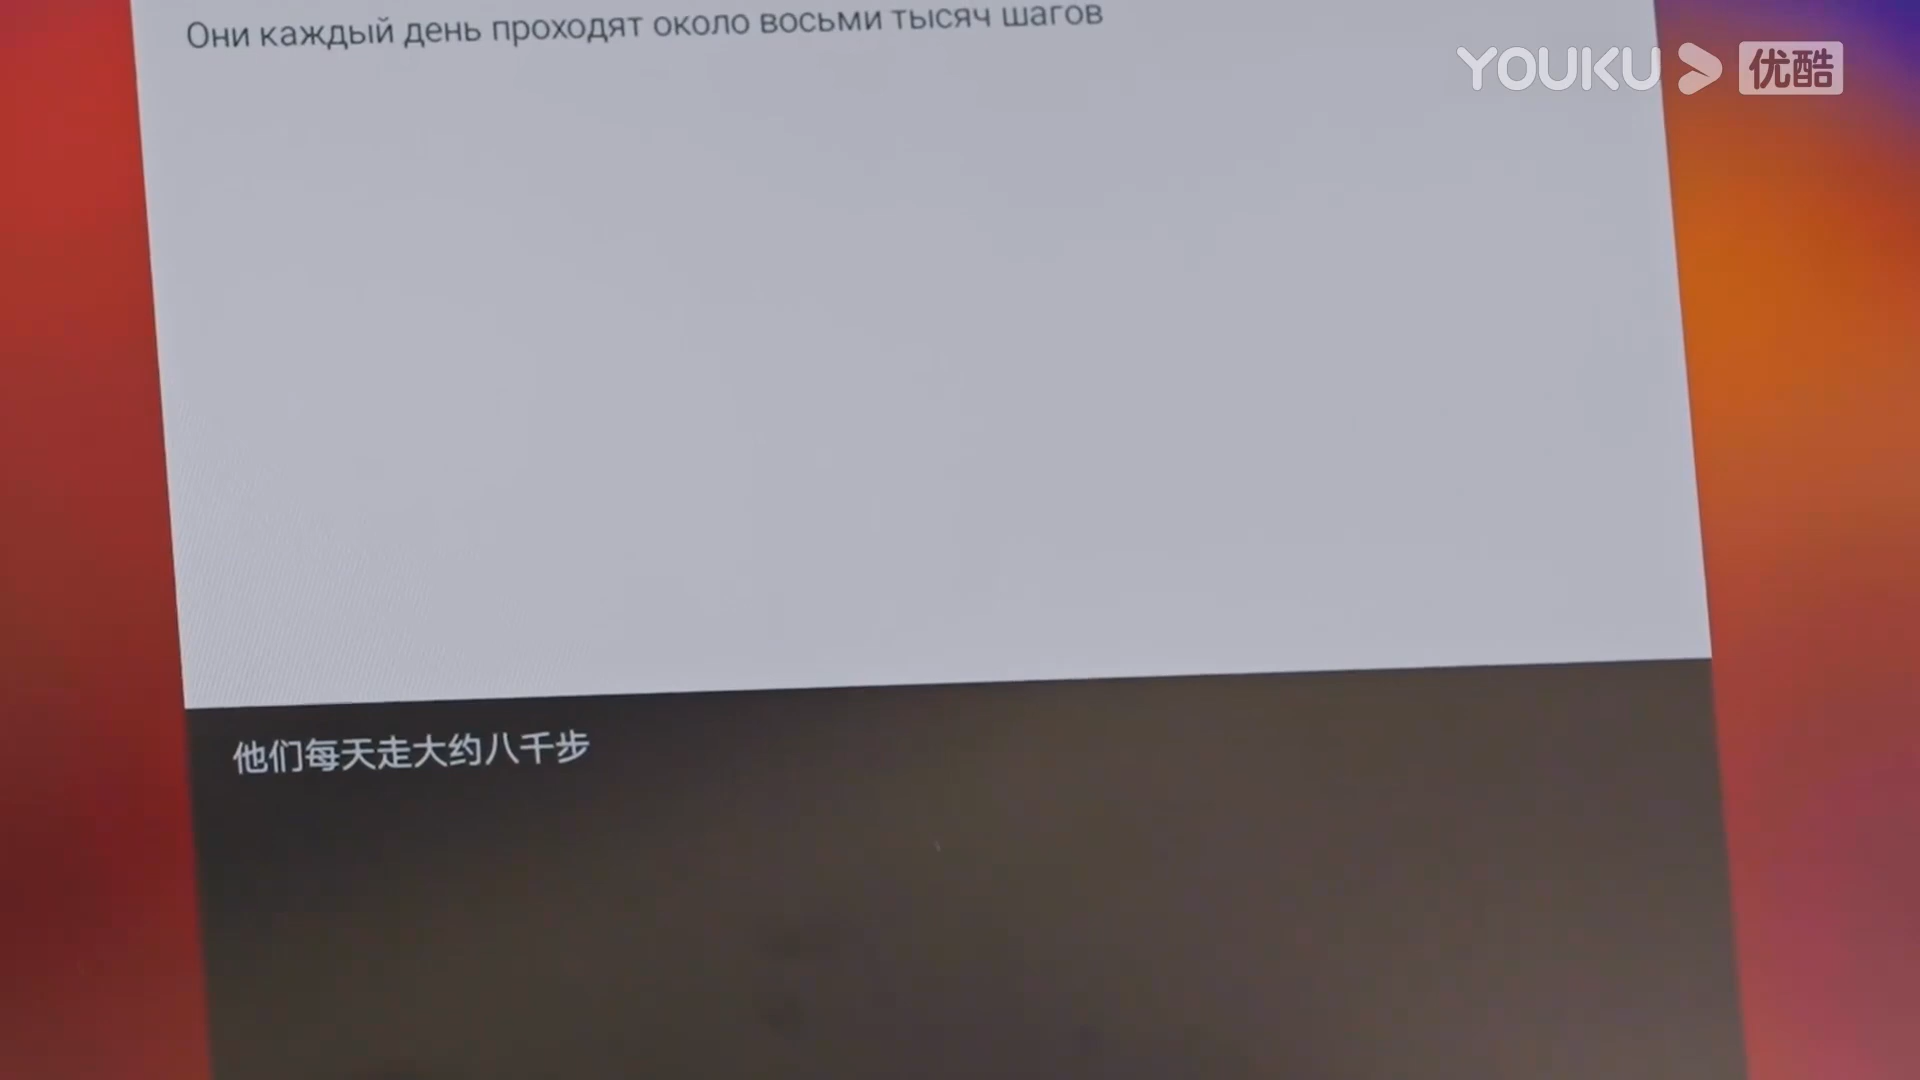 Они каждый день проходят около восьми тысяч шагов
YOUKU 优酷
他们每天走大约八千步